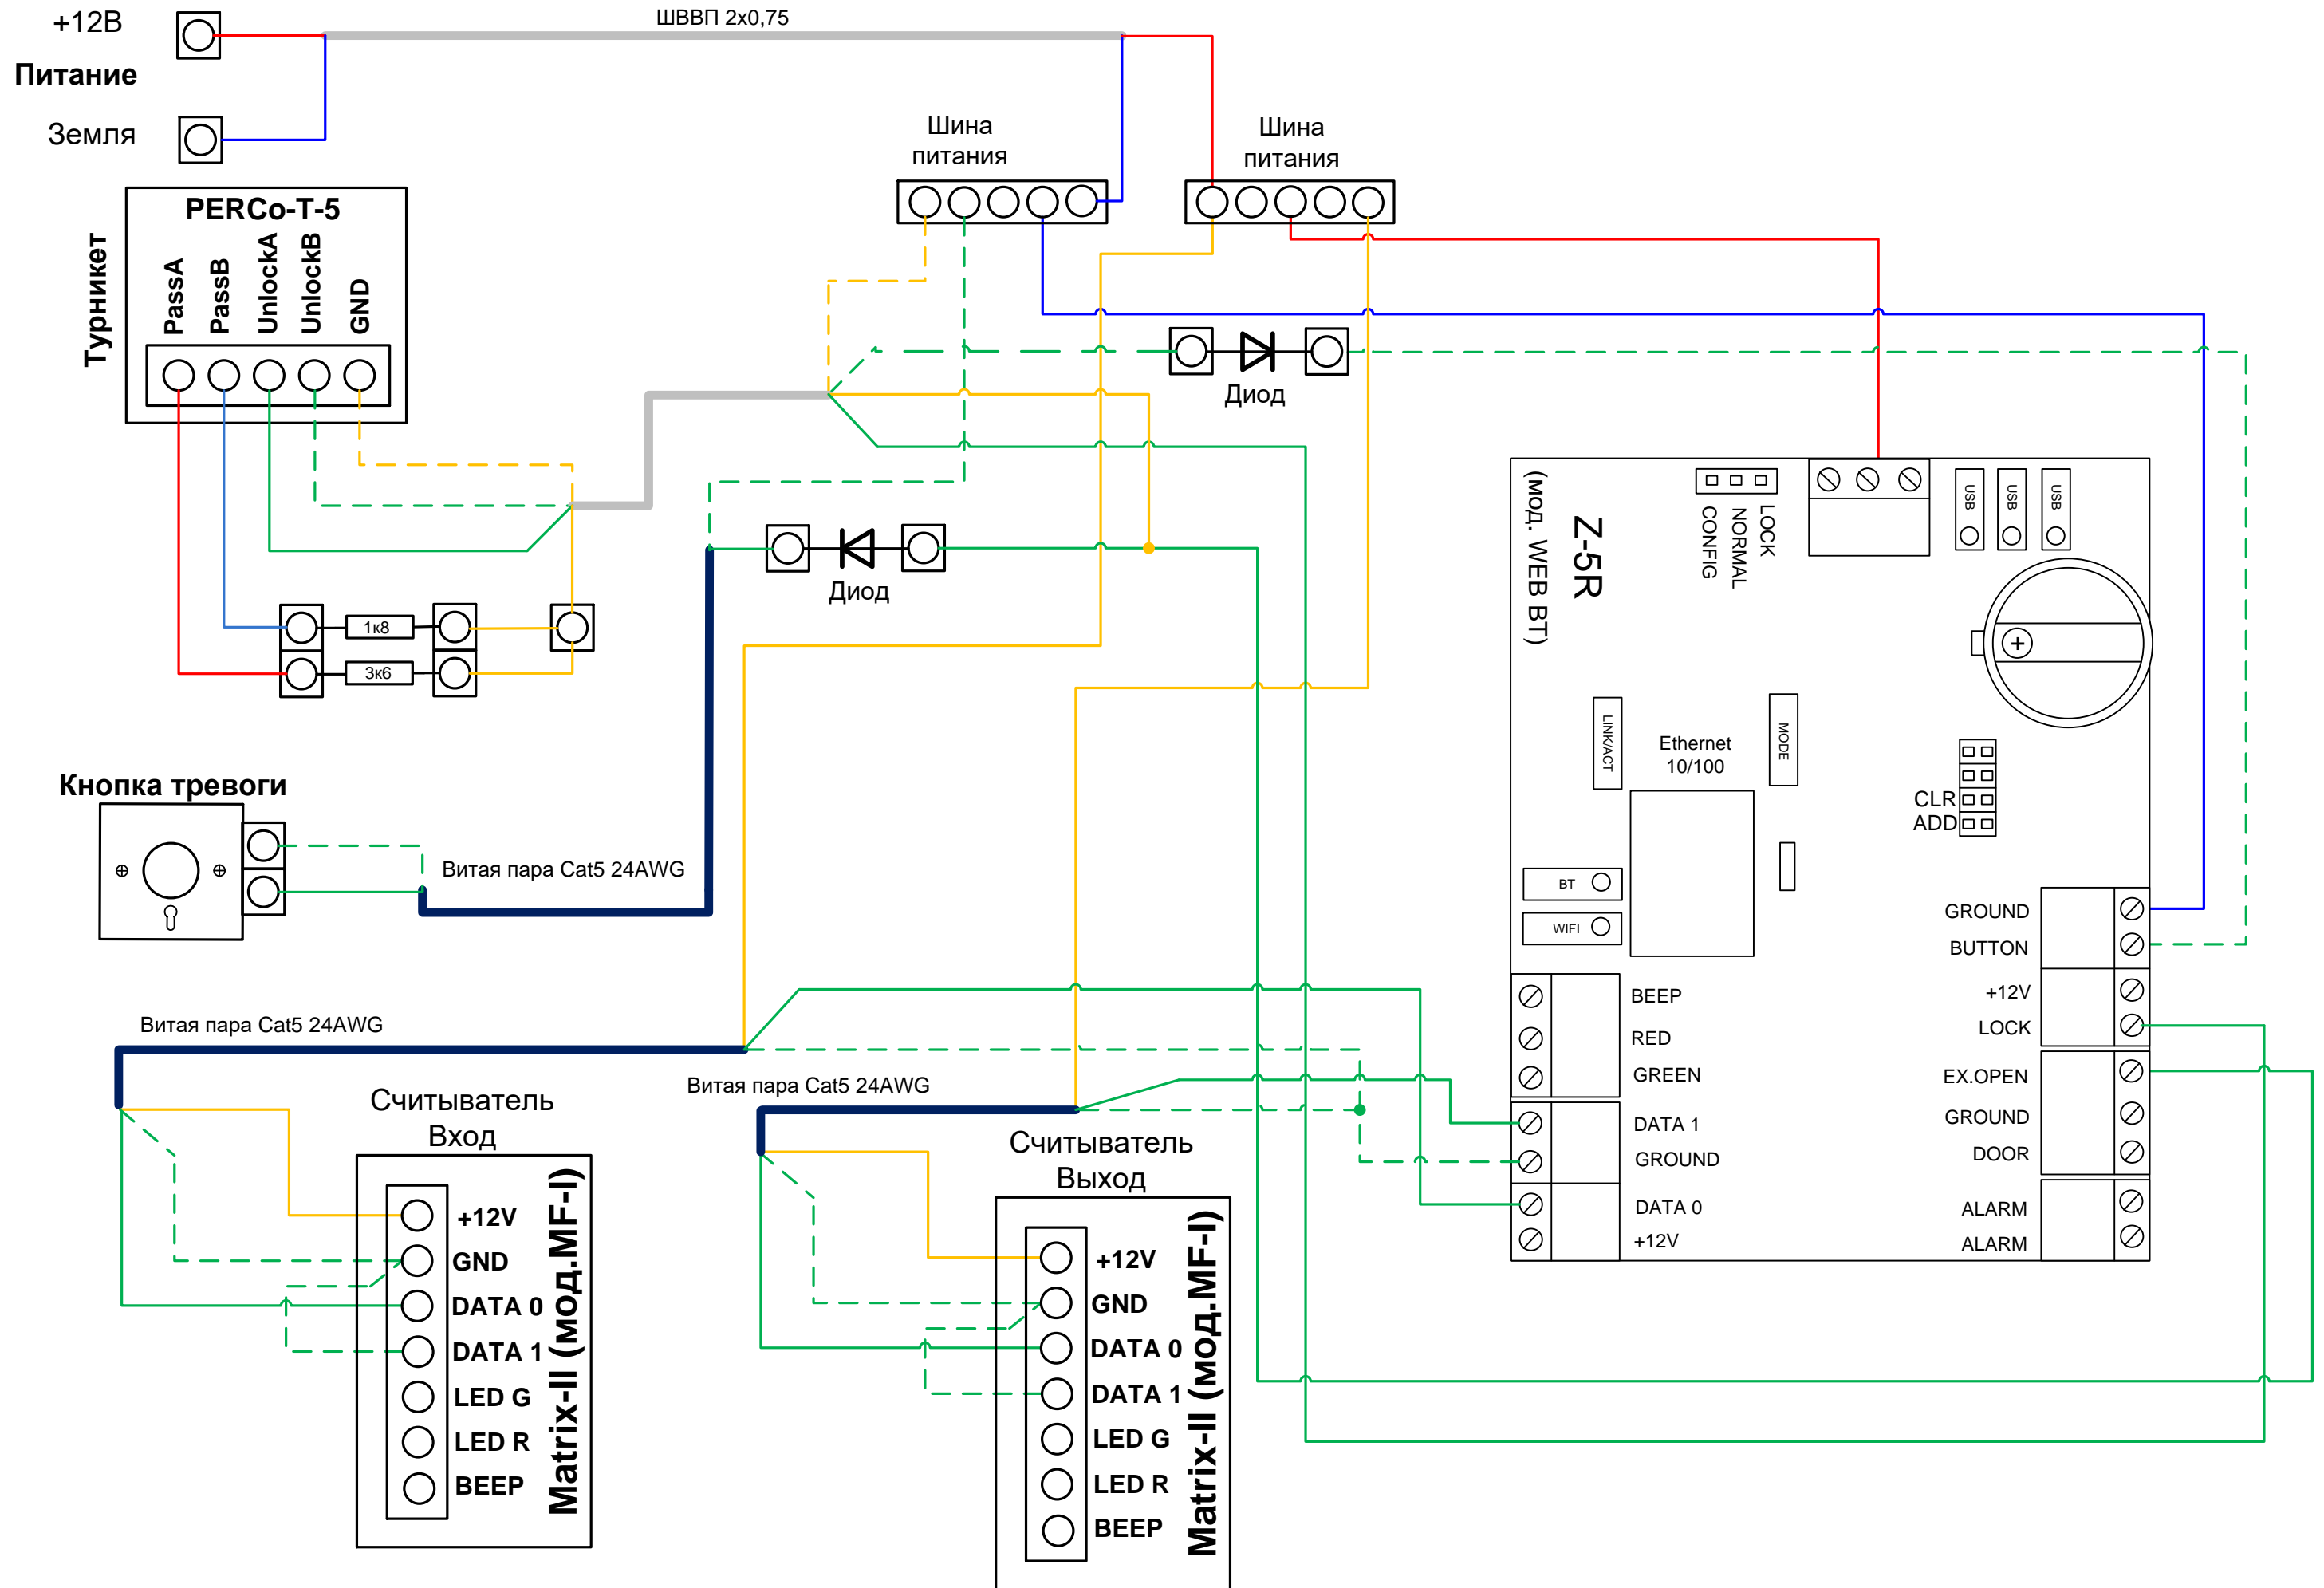 +12В
ШВВП 2х0,75
Питание
Земля
Шина
питания
Шина
питания
PERCo-T-5
Турникет
PassA
PassB
UnlockA
UnlockB
GND
Диод
Диод
1к8
3к6
Кнопка тревоги
Витая пара Cat5 24AWG
Витая пара Cat5 24AWG
Витая пара Cat5 24AWG
Считыватель
Вход
+12V
GND
DATA 0
DATA 1
LED G
LED R
BEEP
Matrix-II (мод.MF-I)
Считыватель
Выход
+12V
GND
DATA 0
DATA 1
LED G
LED R
BEEP
Matrix-II (мод.MF-I)
Z-5R
(мод. WEB BT)
LOCK
NORMAL
CONFIG
USB
USB
USB
LINK/ACT
Ethernet
10/100
MODE
CLR
ADD
BT
WIFI
BEEP
RED
GREEN
DATA 1
GROUND
DATA 0
+12V
GROUND
BUTTON
+12V
LOCK
EX.OPEN
GROUND
DOOR
ALARM
ALARM